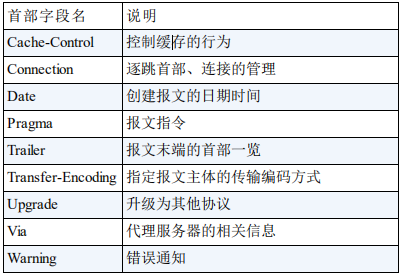 首部字段名 说明
Cache-Control 控制缓存的行为
Connection 逐跳首部、连接的管理
Date 创建报文的日期时间
Pragma 报文指令
Trailer 报文末端的首部一览
Transfer-Encoding 指定报文主体的传输编码方式
Upgrade 升级为其他协议
Via 代理服务器的相关信息
Warning 错误通知